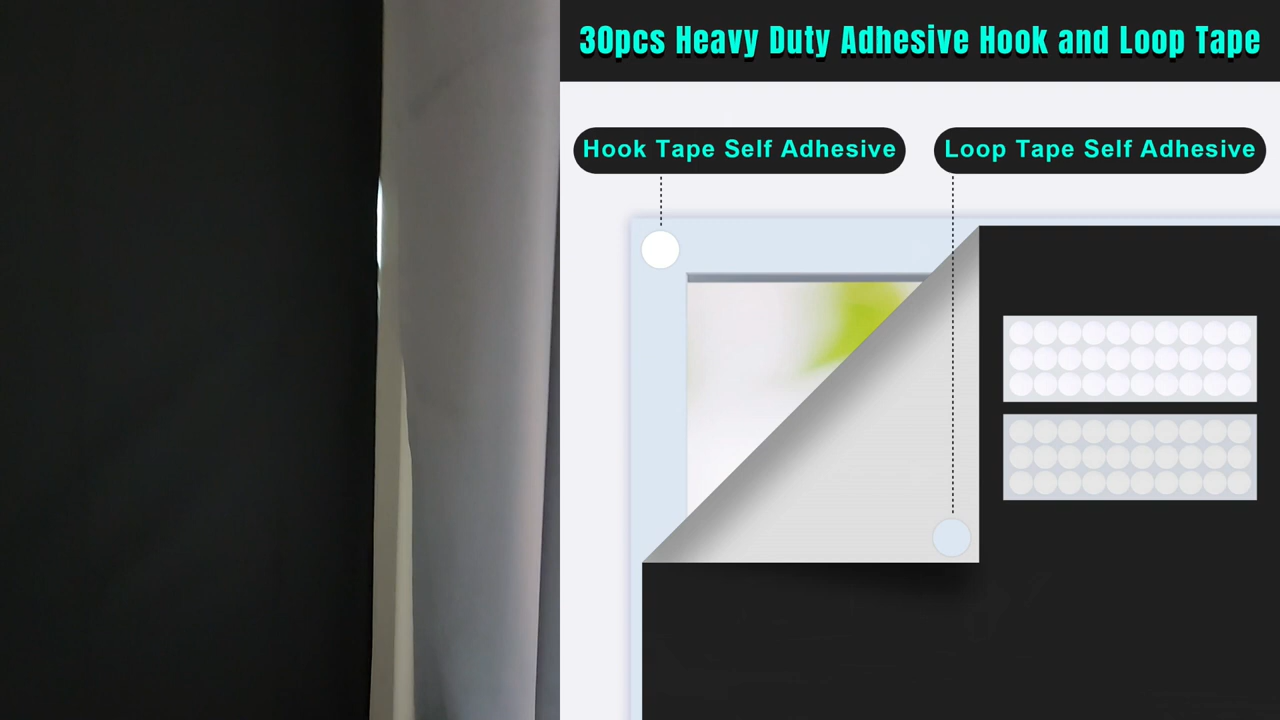 30pcs Heavy Duty Adhesive Hook and Loop Tape
Hook Tape Self Adhesive
Loop Tape Self Adhesive